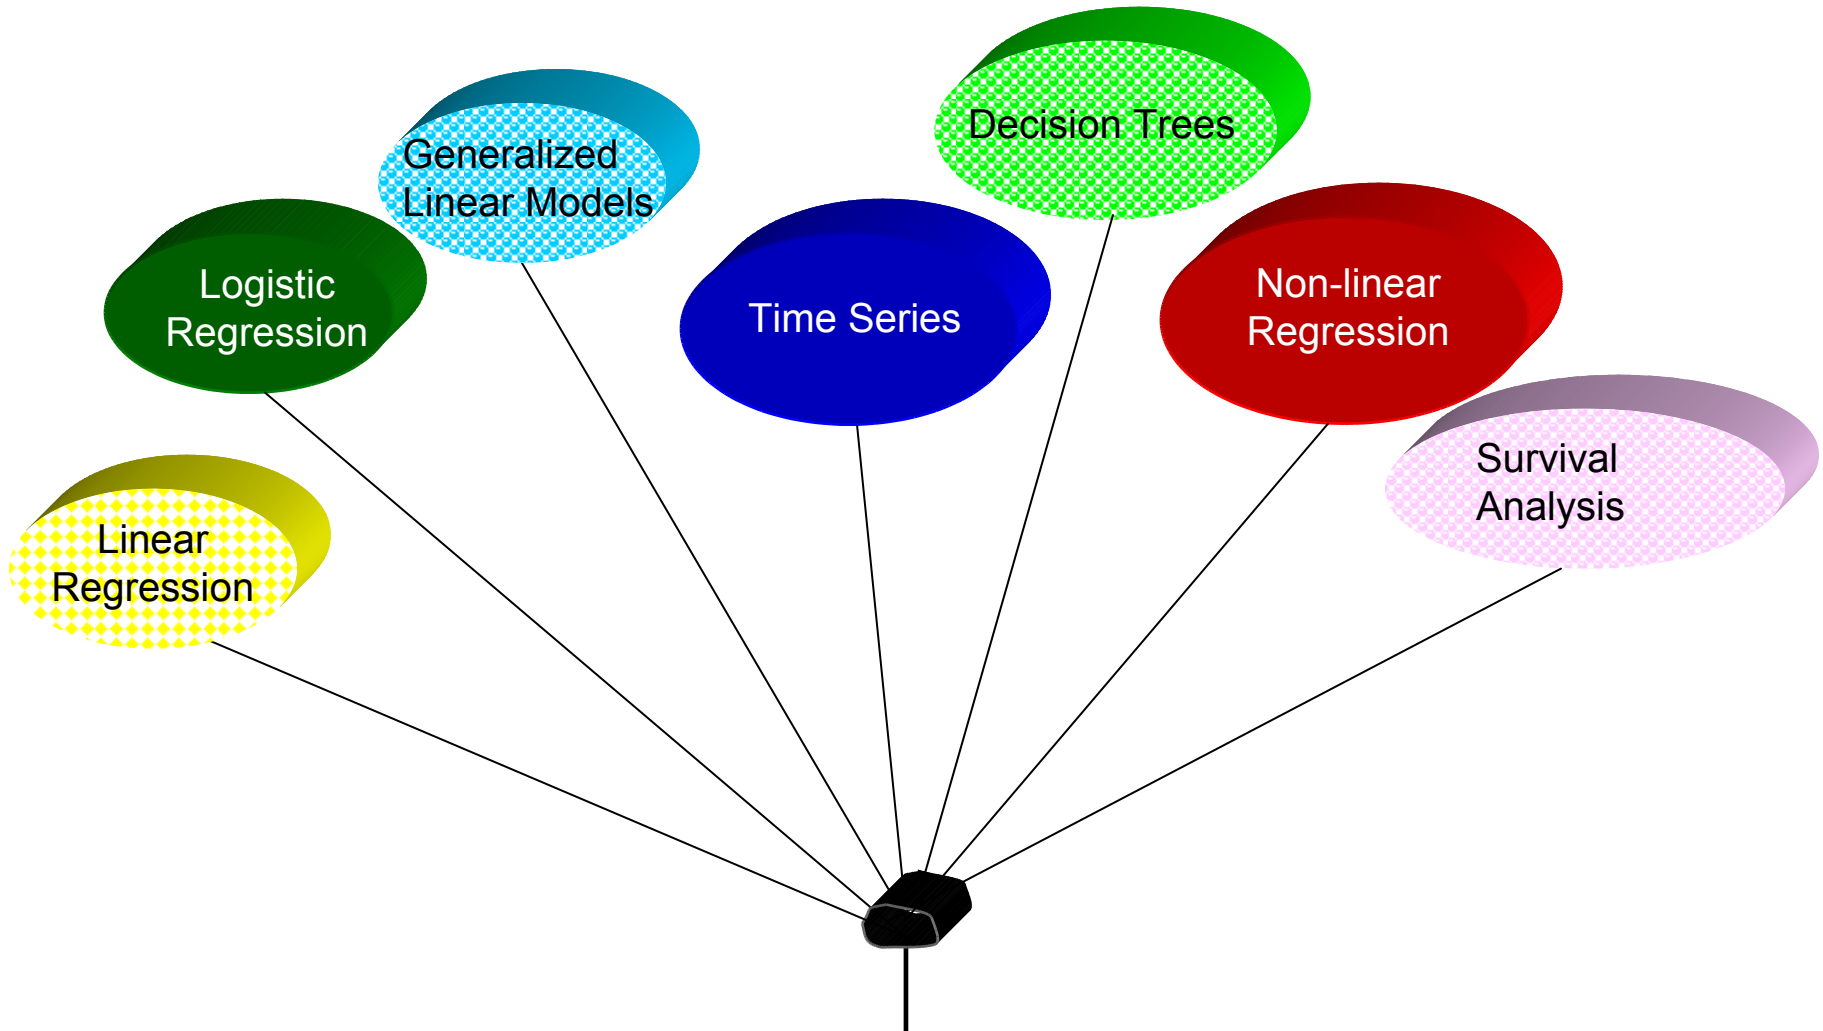 Decision Trees
Generalized
Linear Models
Logistic
Regression
Time Series
Non-linear
Regression
Survival
Analysis
Linear
Regression